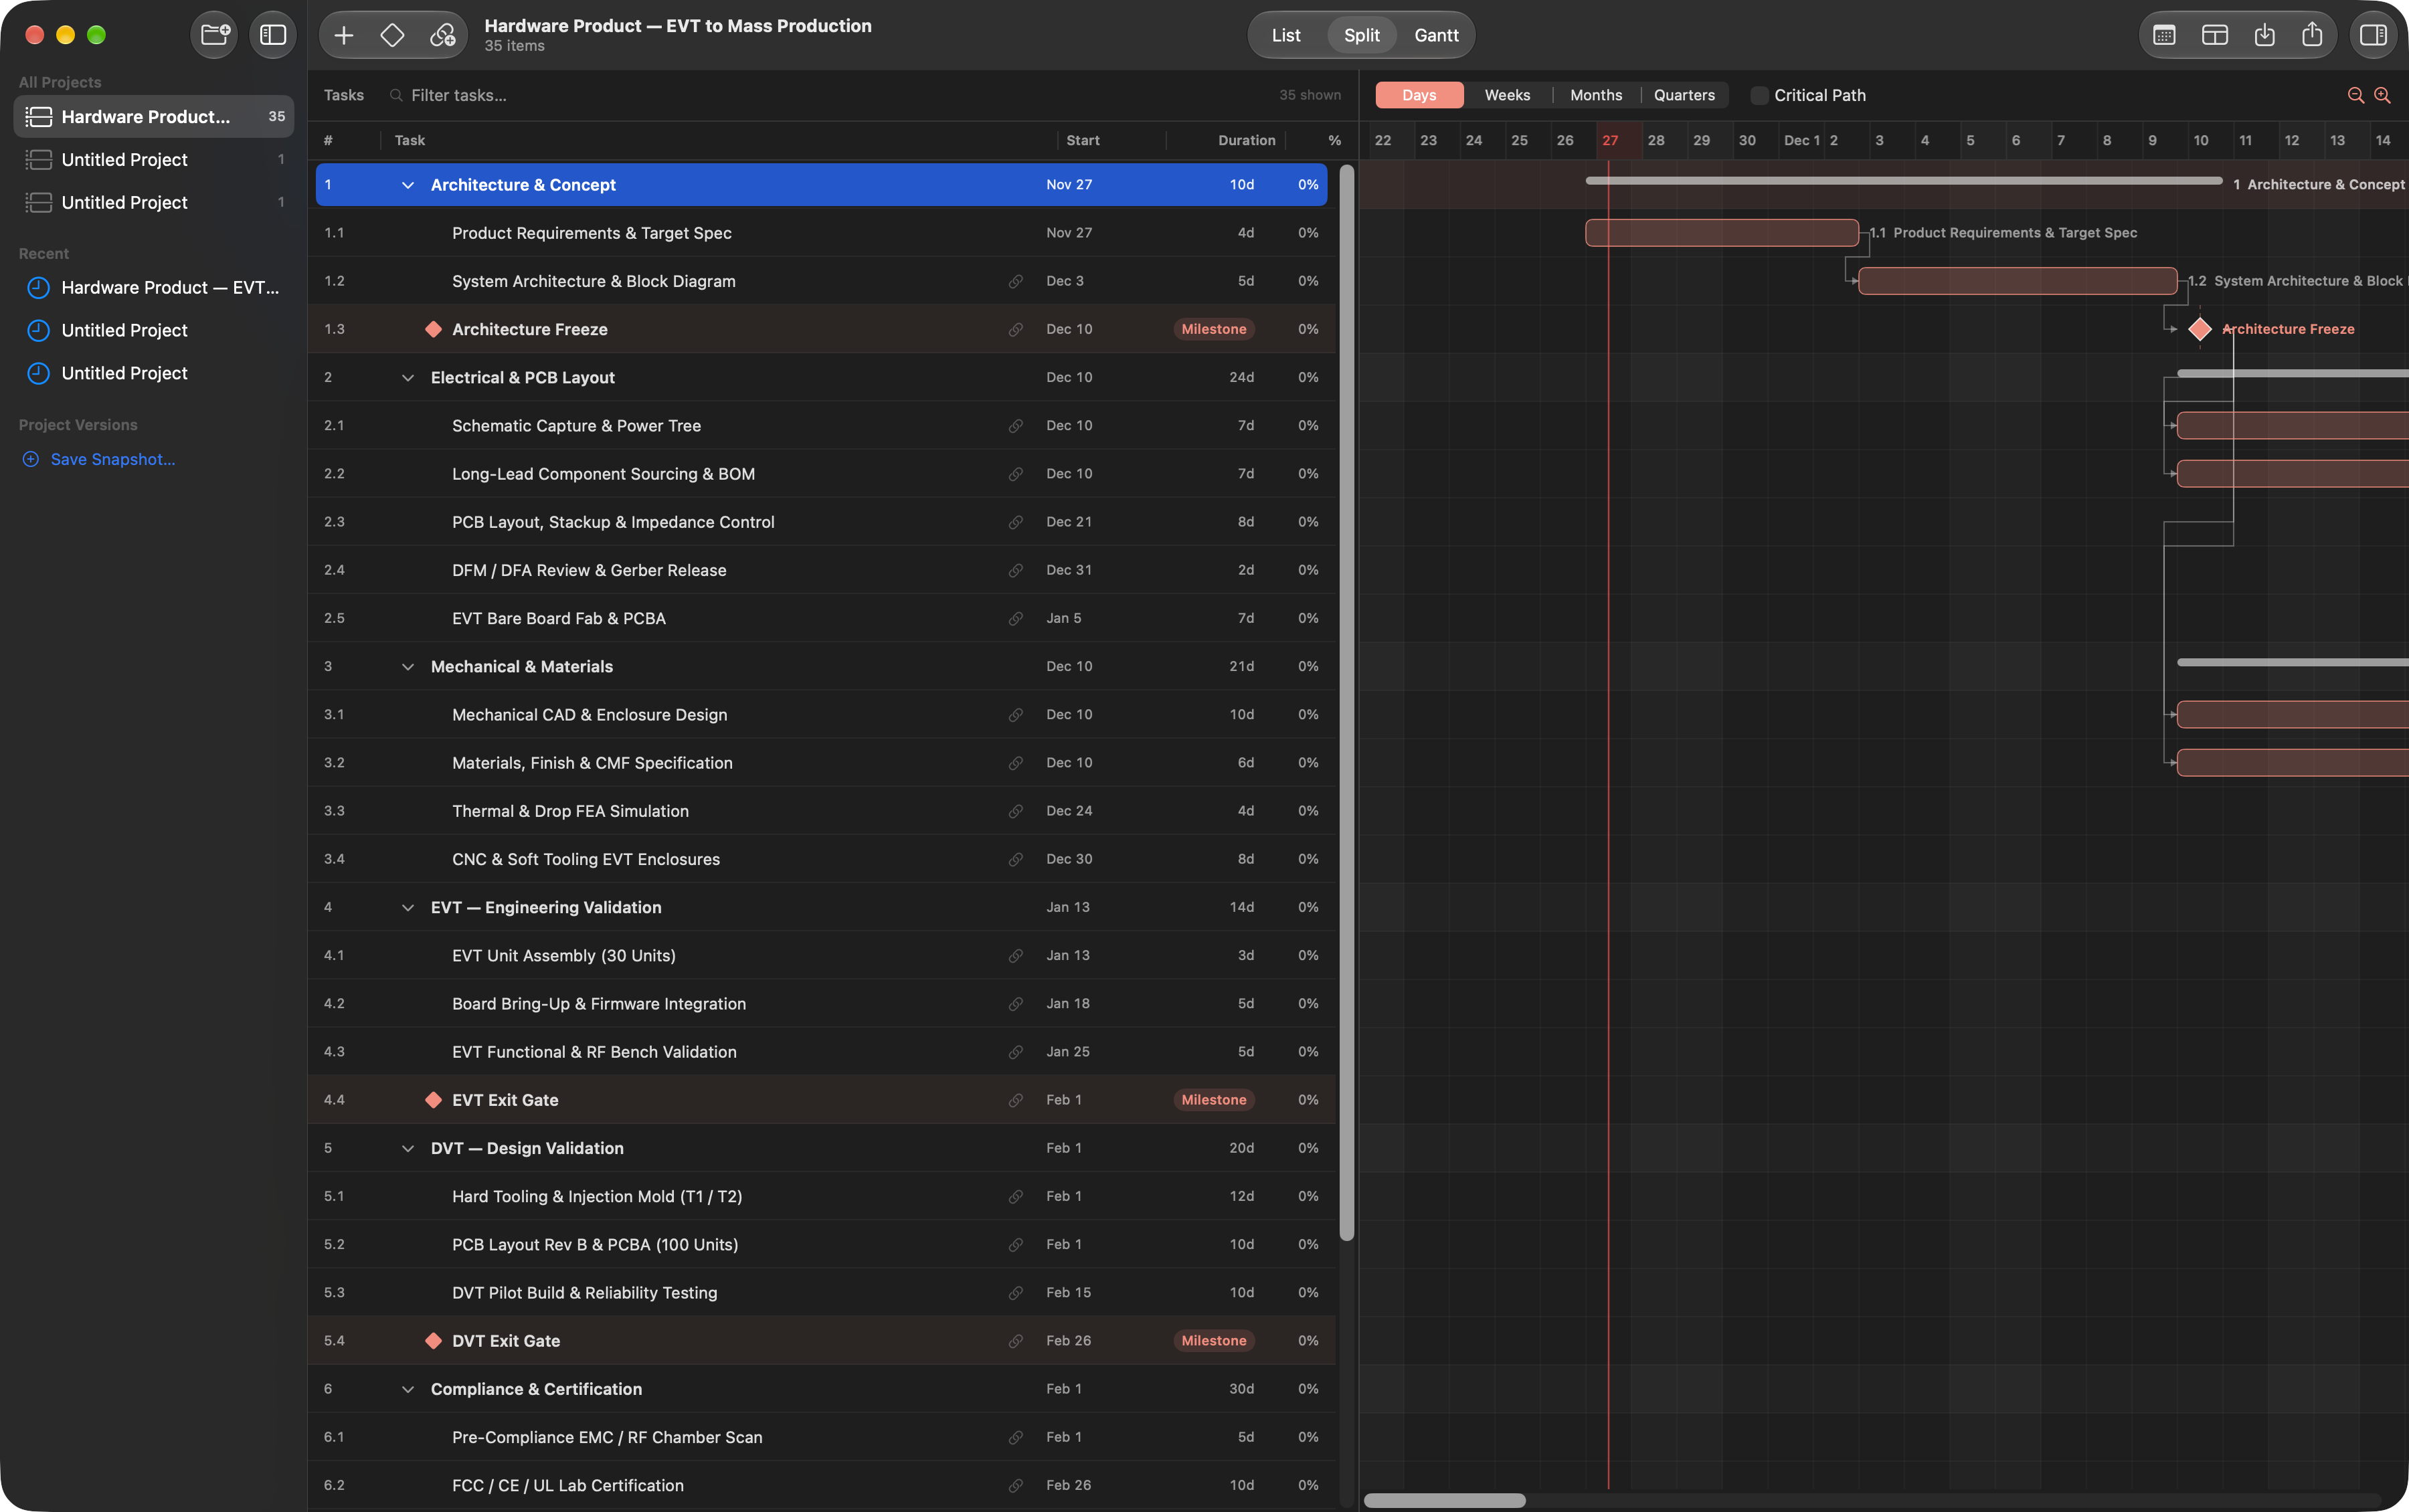 Hardware Product — EVT to Mass Production
35 items
List Split Gantt
All Projects
Hardware Product... 35
Untitled Project 1
Untitled Project 1
Recent
Hardware Product — EVT...
Untitled Project
Untitled Project
Project Versions
Save Snapshot...
Tasks Filter tasks... 35 shown
# Task Start Duration %
1 Architecture & Concept Nov 27 10d 0%
1.1 Product Requirements & Target Spec Nov 27 4d 0%
1.2 System Architecture & Block Diagram Dec 3 5d 0%
1.3 Architecture Freeze Dec 10 Milestone 0%
2 Electrical & PCB Layout Dec 10 24d 0%
2.1 Schematic Capture & Power Tree Dec 10 7d 0%
2.2 Long-Lead Component Sourcing & BOM Dec 10 7d 0%
2.3 PCB Layout, Stackup & Impedance Control Dec 21 8d 0%
2.4 DFM / DFA Review & Gerber Release Dec 31 2d 0%
2.5 EVT Bare Board Fab & PCBA Jan 5 7d 0%
3 Mechanical & Materials Dec 10 21d 0%
3.1 Mechanical CAD & Enclosure Design Dec 10 10d 0%
3.2 Materials, Finish & CMF Specification Dec 10 6d 0%
3.3 Thermal & Drop FEA Simulation Dec 24 4d 0%
3.4 CNC & Soft Tooling EVT Enclosures Dec 30 8d 0%
4 EVT — Engineering Validation Jan 13 14d 0%
4.1 EVT Unit Assembly (30 Units) Jan 13 3d 0%
4.2 Board Bring-Up & Firmware Integration Jan 18 5d 0%
4.3 EVT Functional & RF Bench Validation Jan 25 5d 0%
4.4 EVT Exit Gate Feb 1 Milestone 0%
5 DVT — Design Validation Feb 1 20d 0%
5.1 Hard Tooling & Injection Mold (T1 / T2) Feb 1 12d 0%
5.2 PCB Layout Rev B & PCBA (100 Units) Feb 1 10d 0%
5.3 DVT Pilot Build & Reliability Testing Feb 15 10d 0%
5.4 DVT Exit Gate Feb 26 Milestone 0%
6 Compliance & Certification Feb 1 30d 0%
6.1 Pre-Compliance EMC / RF Chamber Scan Feb 1 5d 0%
6.2 FCC / CE / UL Lab Certification Feb 26 10d 0%
Days Weeks Months Quarters Critical Path
22 23 24 25 26 27 28 29 30 Dec 1 2 3 4 5 6 7 8 9 10 11 12 13 14
1 Architecture & Concept
1.1 Product Requirements & Target Spec
1.2 System Architecture & Block
Architecture Freeze